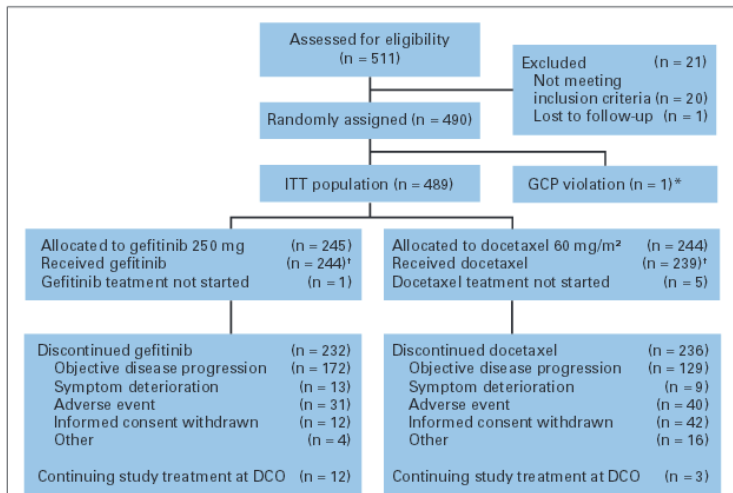 Assessed for eligibility
(n = 511)
Excluded (n = 21)
Not meeting
inclusion criteria (n = 20)
Lost to follow-up (n = 1)
Randomly assigned (n = 490)
ITT population (n = 489)
GCP violation (n = 1)*
Allocated to gefitinib 250 mg (n = 245)
Received gefitinib (n = 244)†
Gefitinib teatment not started (n = 1)
Allocated to docetaxel 60 mg/m² (n = 244)
Received docetaxel (n = 239)†
Docetaxel teatment not started (n = 5)
Discontinued gefitinib (n = 232)
Objective disease progression (n = 172)
Symptom deterioration (n = 13)
Adverse event (n = 31)
Informed consent withdrawn (n = 12)
Other (n = 4)
Continuing study treatment at DCO (n = 12)
Discontinued docetaxel (n = 236)
Objective disease progression (n = 129)
Symptom deterioration (n = 9)
Adverse event (n = 40)
Informed consent withdrawn (n = 42)
Other (n = 16)
Continuing study treatment at DCO (n = 3)